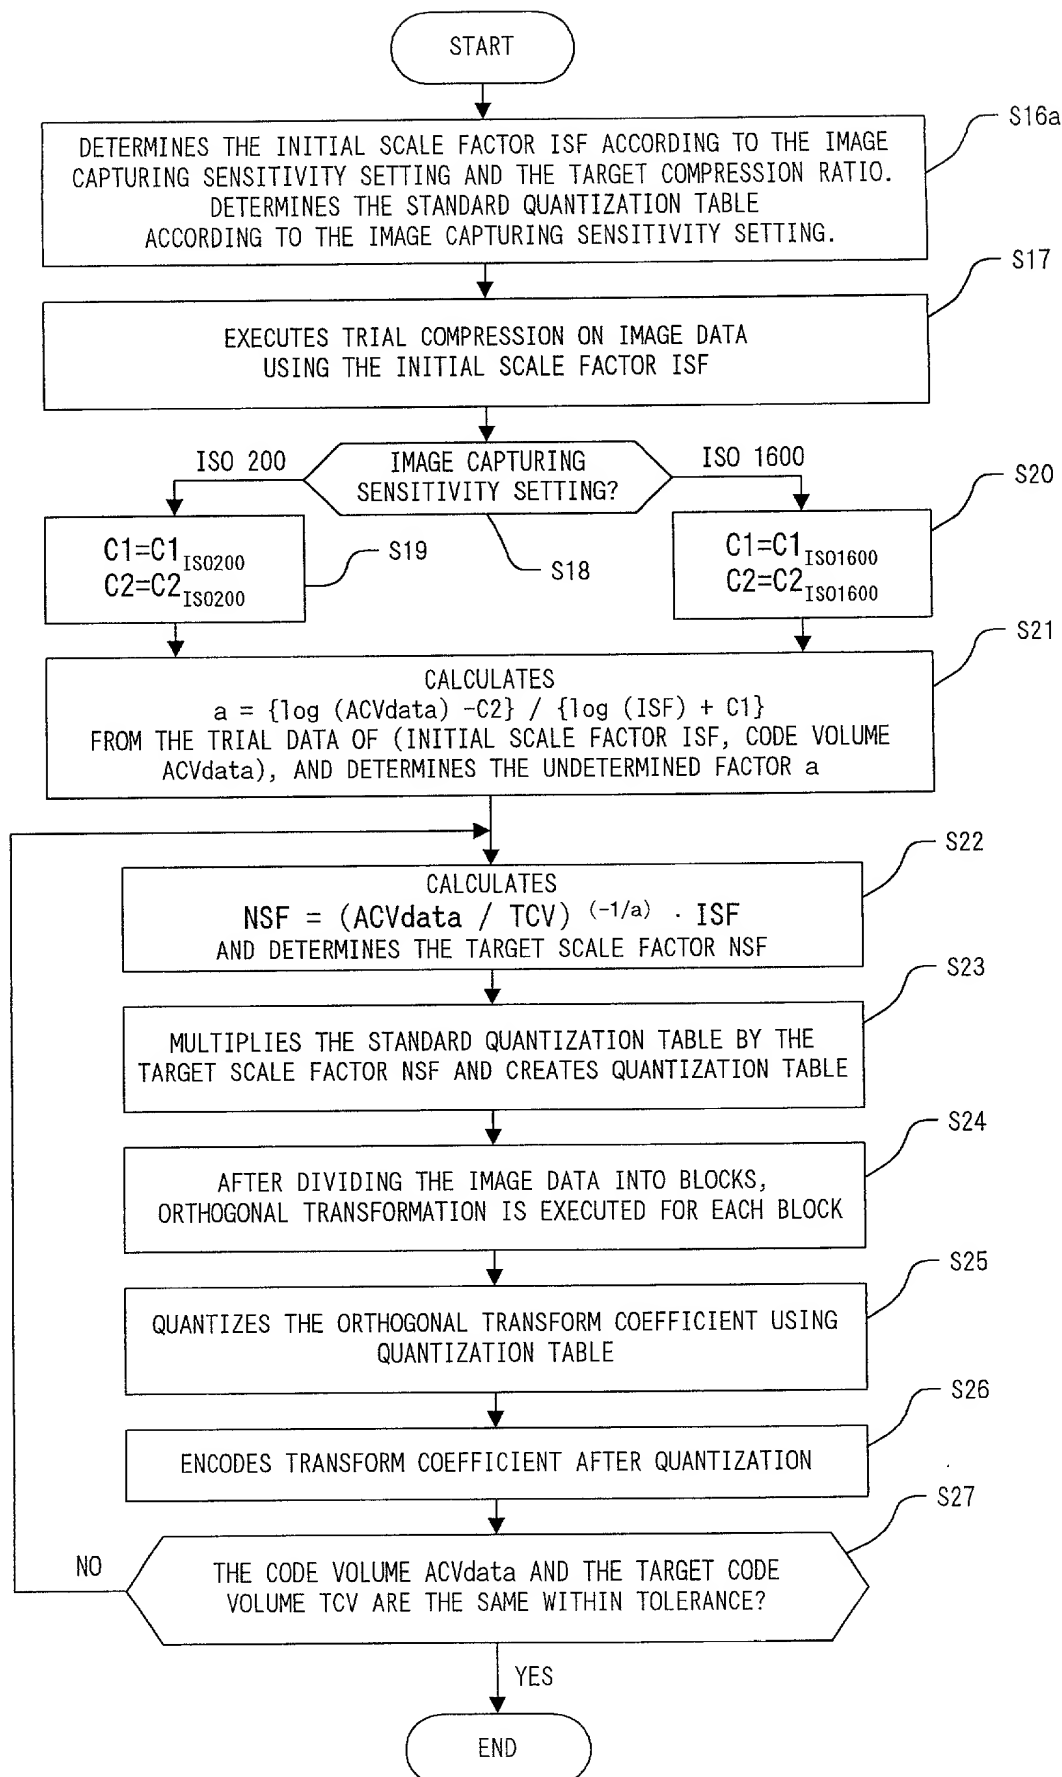 START
S16a
DETERMINES THE INITIAL SCALE FACTOR ISF ACCORDING TO THE IMAGE
CAPTURING SENSITIVITY SETTING AND THE TARGET COMPRESSION RATIO.
DETERMINES THE STANDARD QUANTIZATION TABLE
ACCORDING TO THE IMAGE CAPTURING SENSITIVITY SETTING.
S17
EXECUTES TRIAL COMPRESSION ON IMAGE DATA
USING THE INITIAL SCALE FACTOR ISF
ISO 200
IMAGE CAPTURING
SENSITIVITY SETTING?
ISO 1600
S18
C1=C1ISO200
C2=C2ISO200
S19
C1=C1ISO1600
C2=C2ISO1600
S20
S21
CALCULATES
a = {log (ACVdata) -C2} / {log (ISF) + C1}
FROM THE TRIAL DATA OF (INITIAL SCALE FACTOR ISF, CODE VOLUME
ACVdata), AND DETERMINES THE UNDETERMINED FACTOR a
S22
CALCULATES
NSF = (ACVdata / TCV) (-1/a) · ISF
AND DETERMINES THE TARGET SCALE FACTOR NSF
S23
MULTIPLIES THE STANDARD QUANTIZATION TABLE BY THE
TARGET SCALE FACTOR NSF AND CREATES QUANTIZATION TABLE
S24
AFTER DIVIDING THE IMAGE DATA INTO BLOCKS,
ORTHOGONAL TRANSFORMATION IS EXECUTED FOR EACH BLOCK
S25
QUANTIZES THE ORTHOGONAL TRANSFORM COEFFICIENT USING
QUANTIZATION TABLE
S26
ENCODES TRANSFORM COEFFICIENT AFTER QUANTIZATION
S27
NO
THE CODE VOLUME ACVdata AND THE TARGET CODE
VOLUME TCV ARE THE SAME WITHIN TOLERANCE?
YES
END